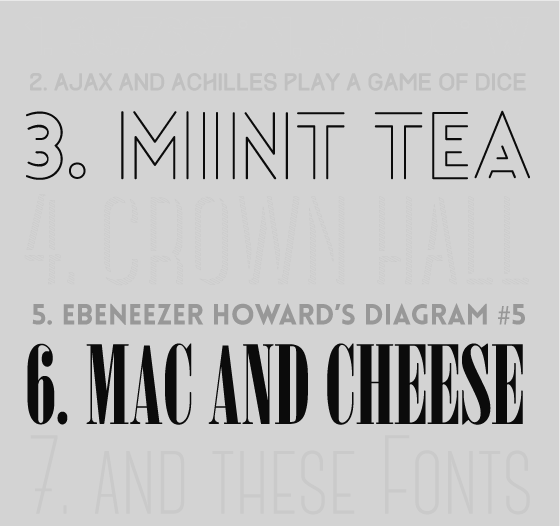 2. AJAX AND ACHILLES PLAY A GAME OF DICE
3. MINT TEA
4. CROWN HALL
5. EBENEEZER HOWARD'S DIAGRAM #5
6. MAC AND CHEESE
7. AND THESE FONTS